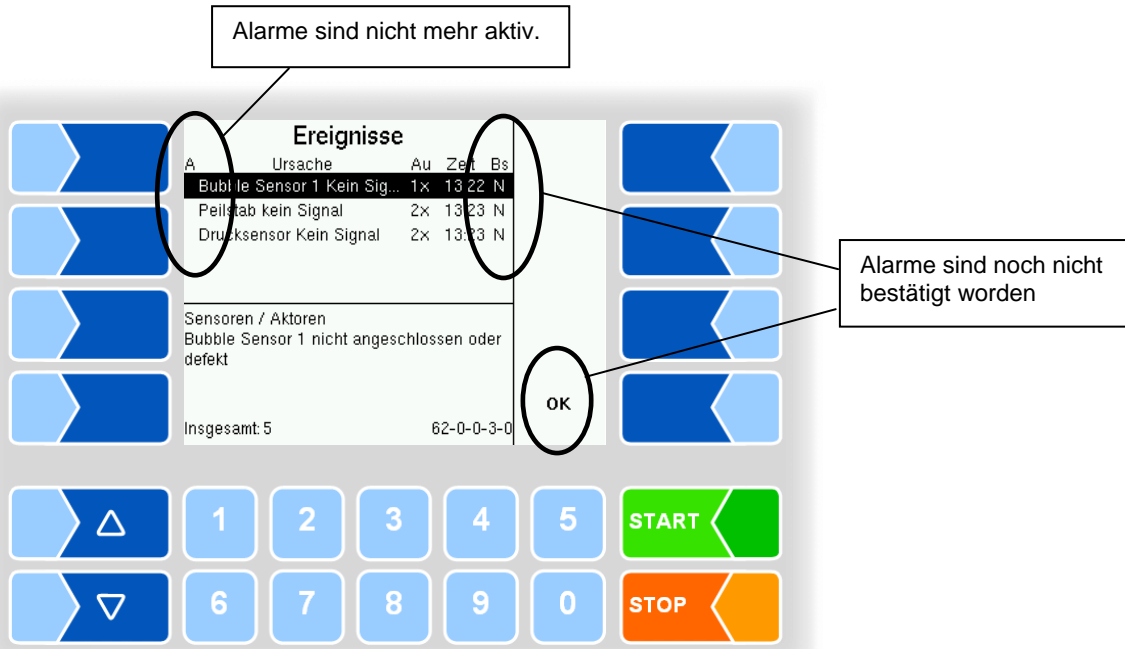 Alarme sind nicht mehr aktiv.
Ereignisse
A Ursache Au Zeit Bs
Bubble Sensor 1 Kein Sig... 1x 13:22 N
Peilstab kein Signal 2x 13:23 N
Drucksensor Kein Signal 2x 13:23 N
Alarme sind noch nicht
bestätigt worden
Sensoren / Aktoren
Bubble Sensor 1 nicht angeschlossen oder
defekt
OK
Insgesamt: 5 62-0-0-3-0
1 2 3 4 5 START
6 7 8 9 0 STOP